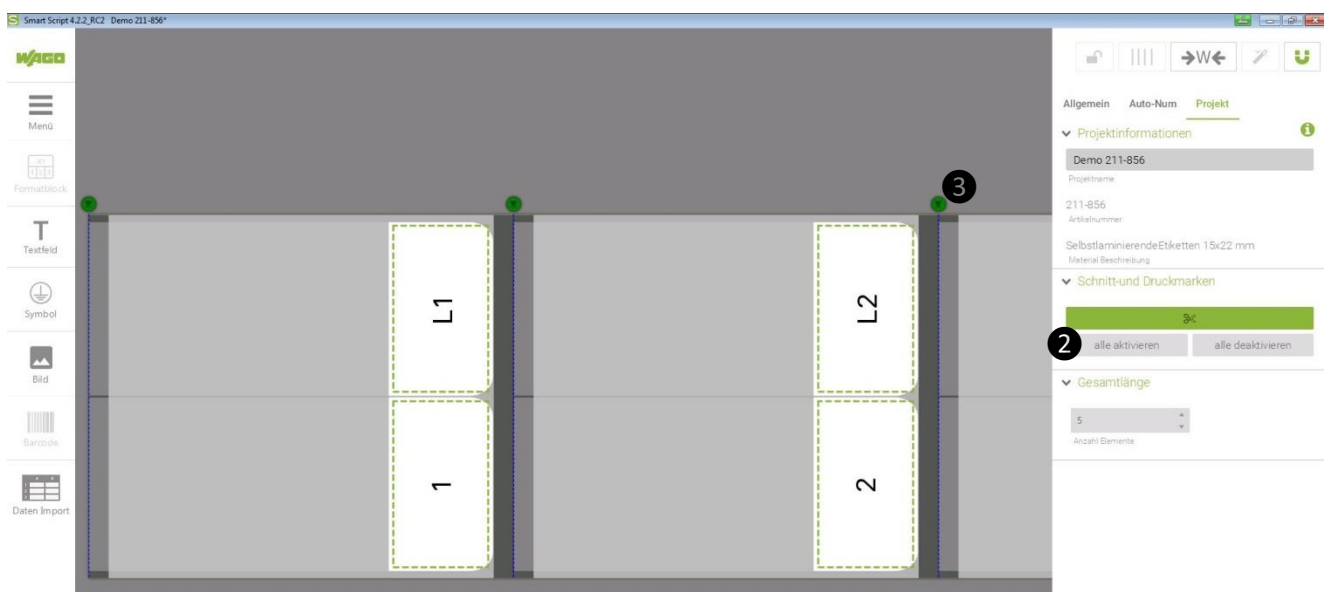 Smart Script 4.2.2_RC2 Demo 211-856*
WAGO
Menü
Formatblock
Textfeld
Symbol
Bild
Barcode
Daten Import
3
L1
L2
1
2
→W←
Allgemein Auto-Num Projekt
Projektinformationen
Demo 211-856
Projektname
211-856
Artikelnummer
SelbstlaminierendeEtiketten 15x22 mm
Material Beschreibung
Schnitt-und Druckmarken
2 alle aktivieren alle deaktivieren
Gesamtlänge
5
Anzahl Elemente